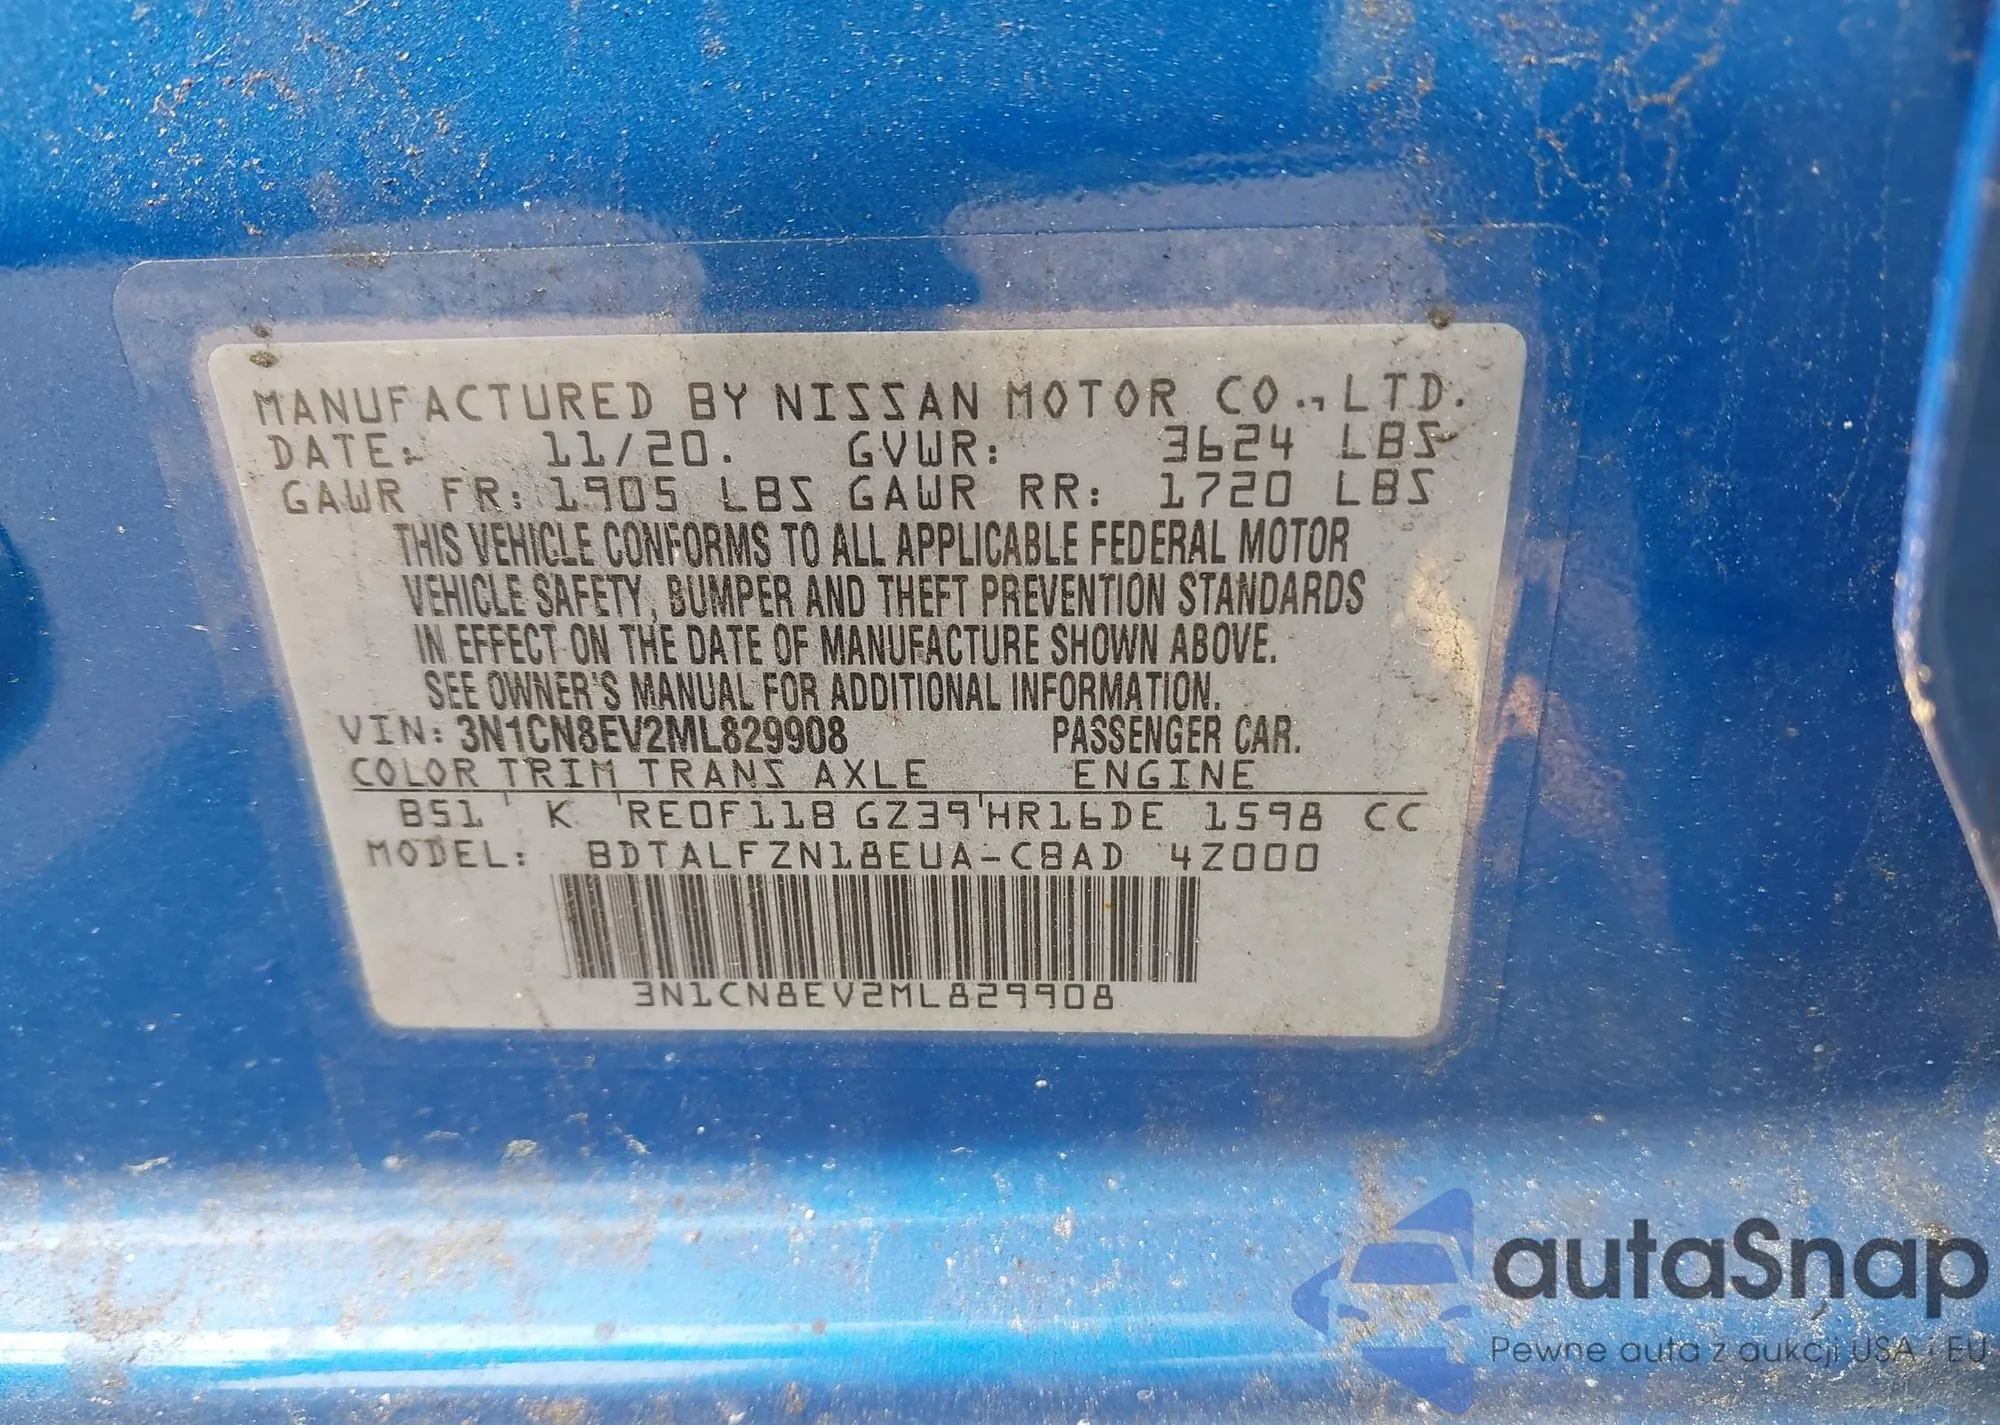 MANUFACTURED BY NISSAN MOTOR CO., LTD.
DATE: 11/20. GVWR: 3624 LBS
GAWR FR: 1905 LBS GAWR RR: 1720 LBS
THIS VEHICLE CONFORMS TO ALL APPLICABLE FEDERAL MOTOR
VEHICLE SAFETY, BUMPER AND THEFT PREVENTION STANDARDS
IN EFFECT ON THE DATE OF MANUFACTURE SHOWN ABOVE.
SEE OWNER'S MANUAL FOR ADDITIONAL INFORMATION.
VIN: 3N1CN8EV2ML829908 PASSENGER CAR.
COLOR TRIM TRANS AXLE ENGINE
B51 K RE0F11B GZ39 HR16DE 1598 CC
MODEL: BDTALFZN18EUA-C8AD 4Z000
3N1CN8EV2ML829908
autaSnap
Pewne auta z aukcji USA i EU